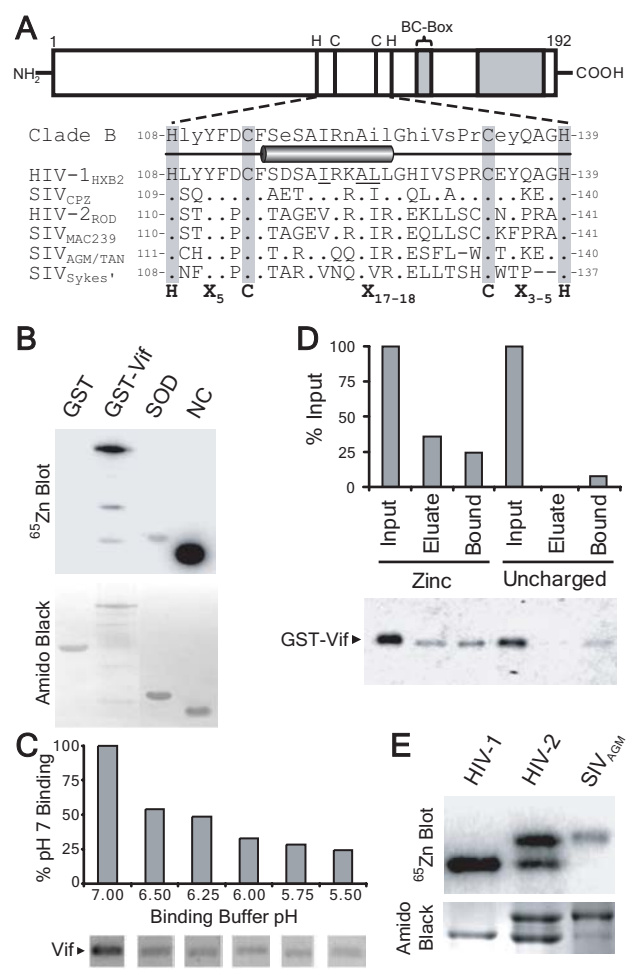 A
1 H C C H BC-Box 192
NH2 COOH
Clade B 108-HlyYFDCFSeSAIRnAilGhiVsPrCeyQAGH-139
HIV-1HXB2 108-HLYYFDCFSDSAIRKALLGHIVSPRCEYQAGH-139
SIVCPZ 109-.SQ.....AET...R.I..QL.A.....KE..-140
HIV-2ROD 110-.ST..P.TAGEV.R.IR.EKLLSC.N.PRA.-141
SIVMAC239 110-.ST..P.TAGEV.R.IR.EQLLSCKFPRA.-141
SIVAGM/TAN 111-.CH..P.T.R..QQ.IR.ESFL-W.T.KE..-140
SIVSykes' 108-.NF..P.TAR.VNQ.VR.ELLTSH.WTP--.-137
H X5 C X17-18 C X3-5 H
B
GST GST-Vif SOD NC
65Zn Blot
Amido Black
C
% pH 7 Binding
100
75
50
25
0
7.00 6.50 6.25 6.00 5.75 5.50
Binding Buffer pH
Vif
D
% Input
100
75
50
25
0
Input Eluate Bound Input Eluate Bound
Zinc Uncharged
GST-Vif
E
HIV-1 HIV-2 SIVAGM
65Zn Blot
Amido Black